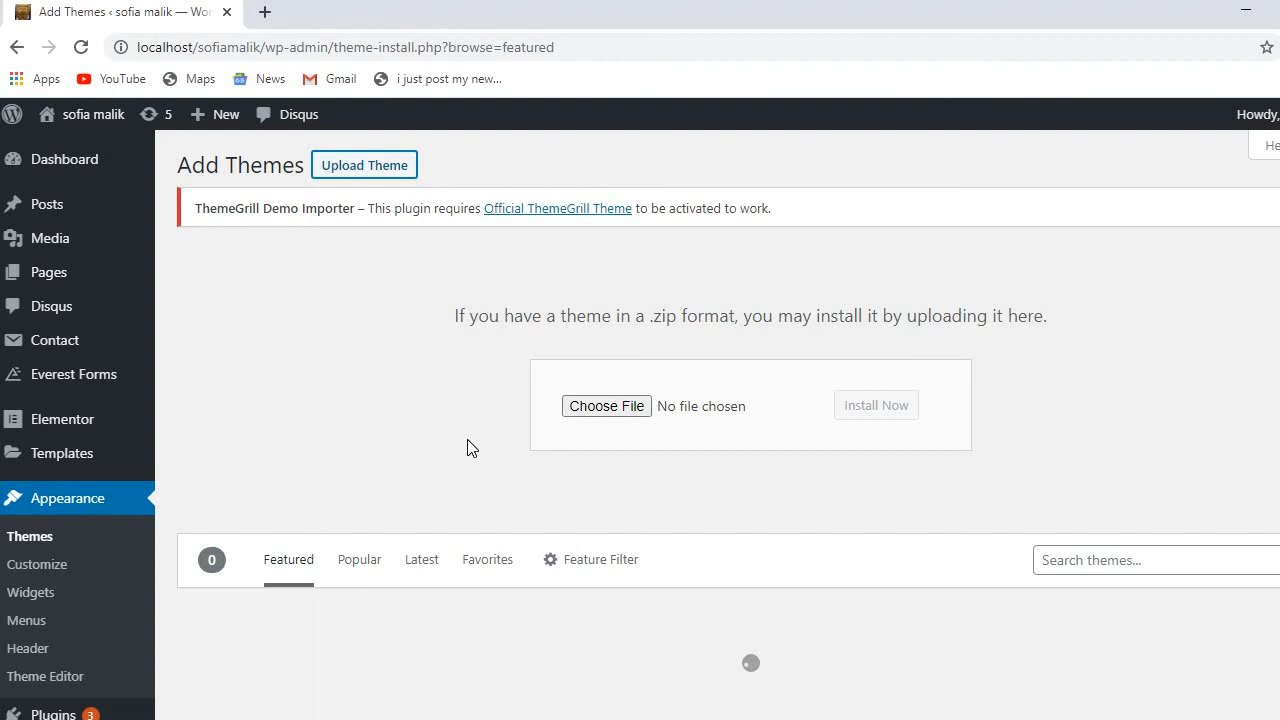 Add Themes ‹ sofia malik — Wor
localhost/sofiamalik/wp-admin/theme-install.php?browse=featured
Apps YouTube Maps News Gmail i just post my new...
sofia malik 5 New Disqus Howdy,
Dashboard
Posts
Media
Pages
Disqus
Contact
Everest Forms
Elementor
Templates
Appearance
Themes
Customize
Widgets
Menus
Header
Theme Editor
Plugins 3
He
Add Themes Upload Theme
ThemeGrill Demo Importer – This plugin requires Official ThemeGrill Theme to be activated to work.
If you have a theme in a .zip format, you may install it by uploading it here.
Choose File No file chosen Install Now
0 Featured Popular Latest Favorites Feature Filter Search themes...